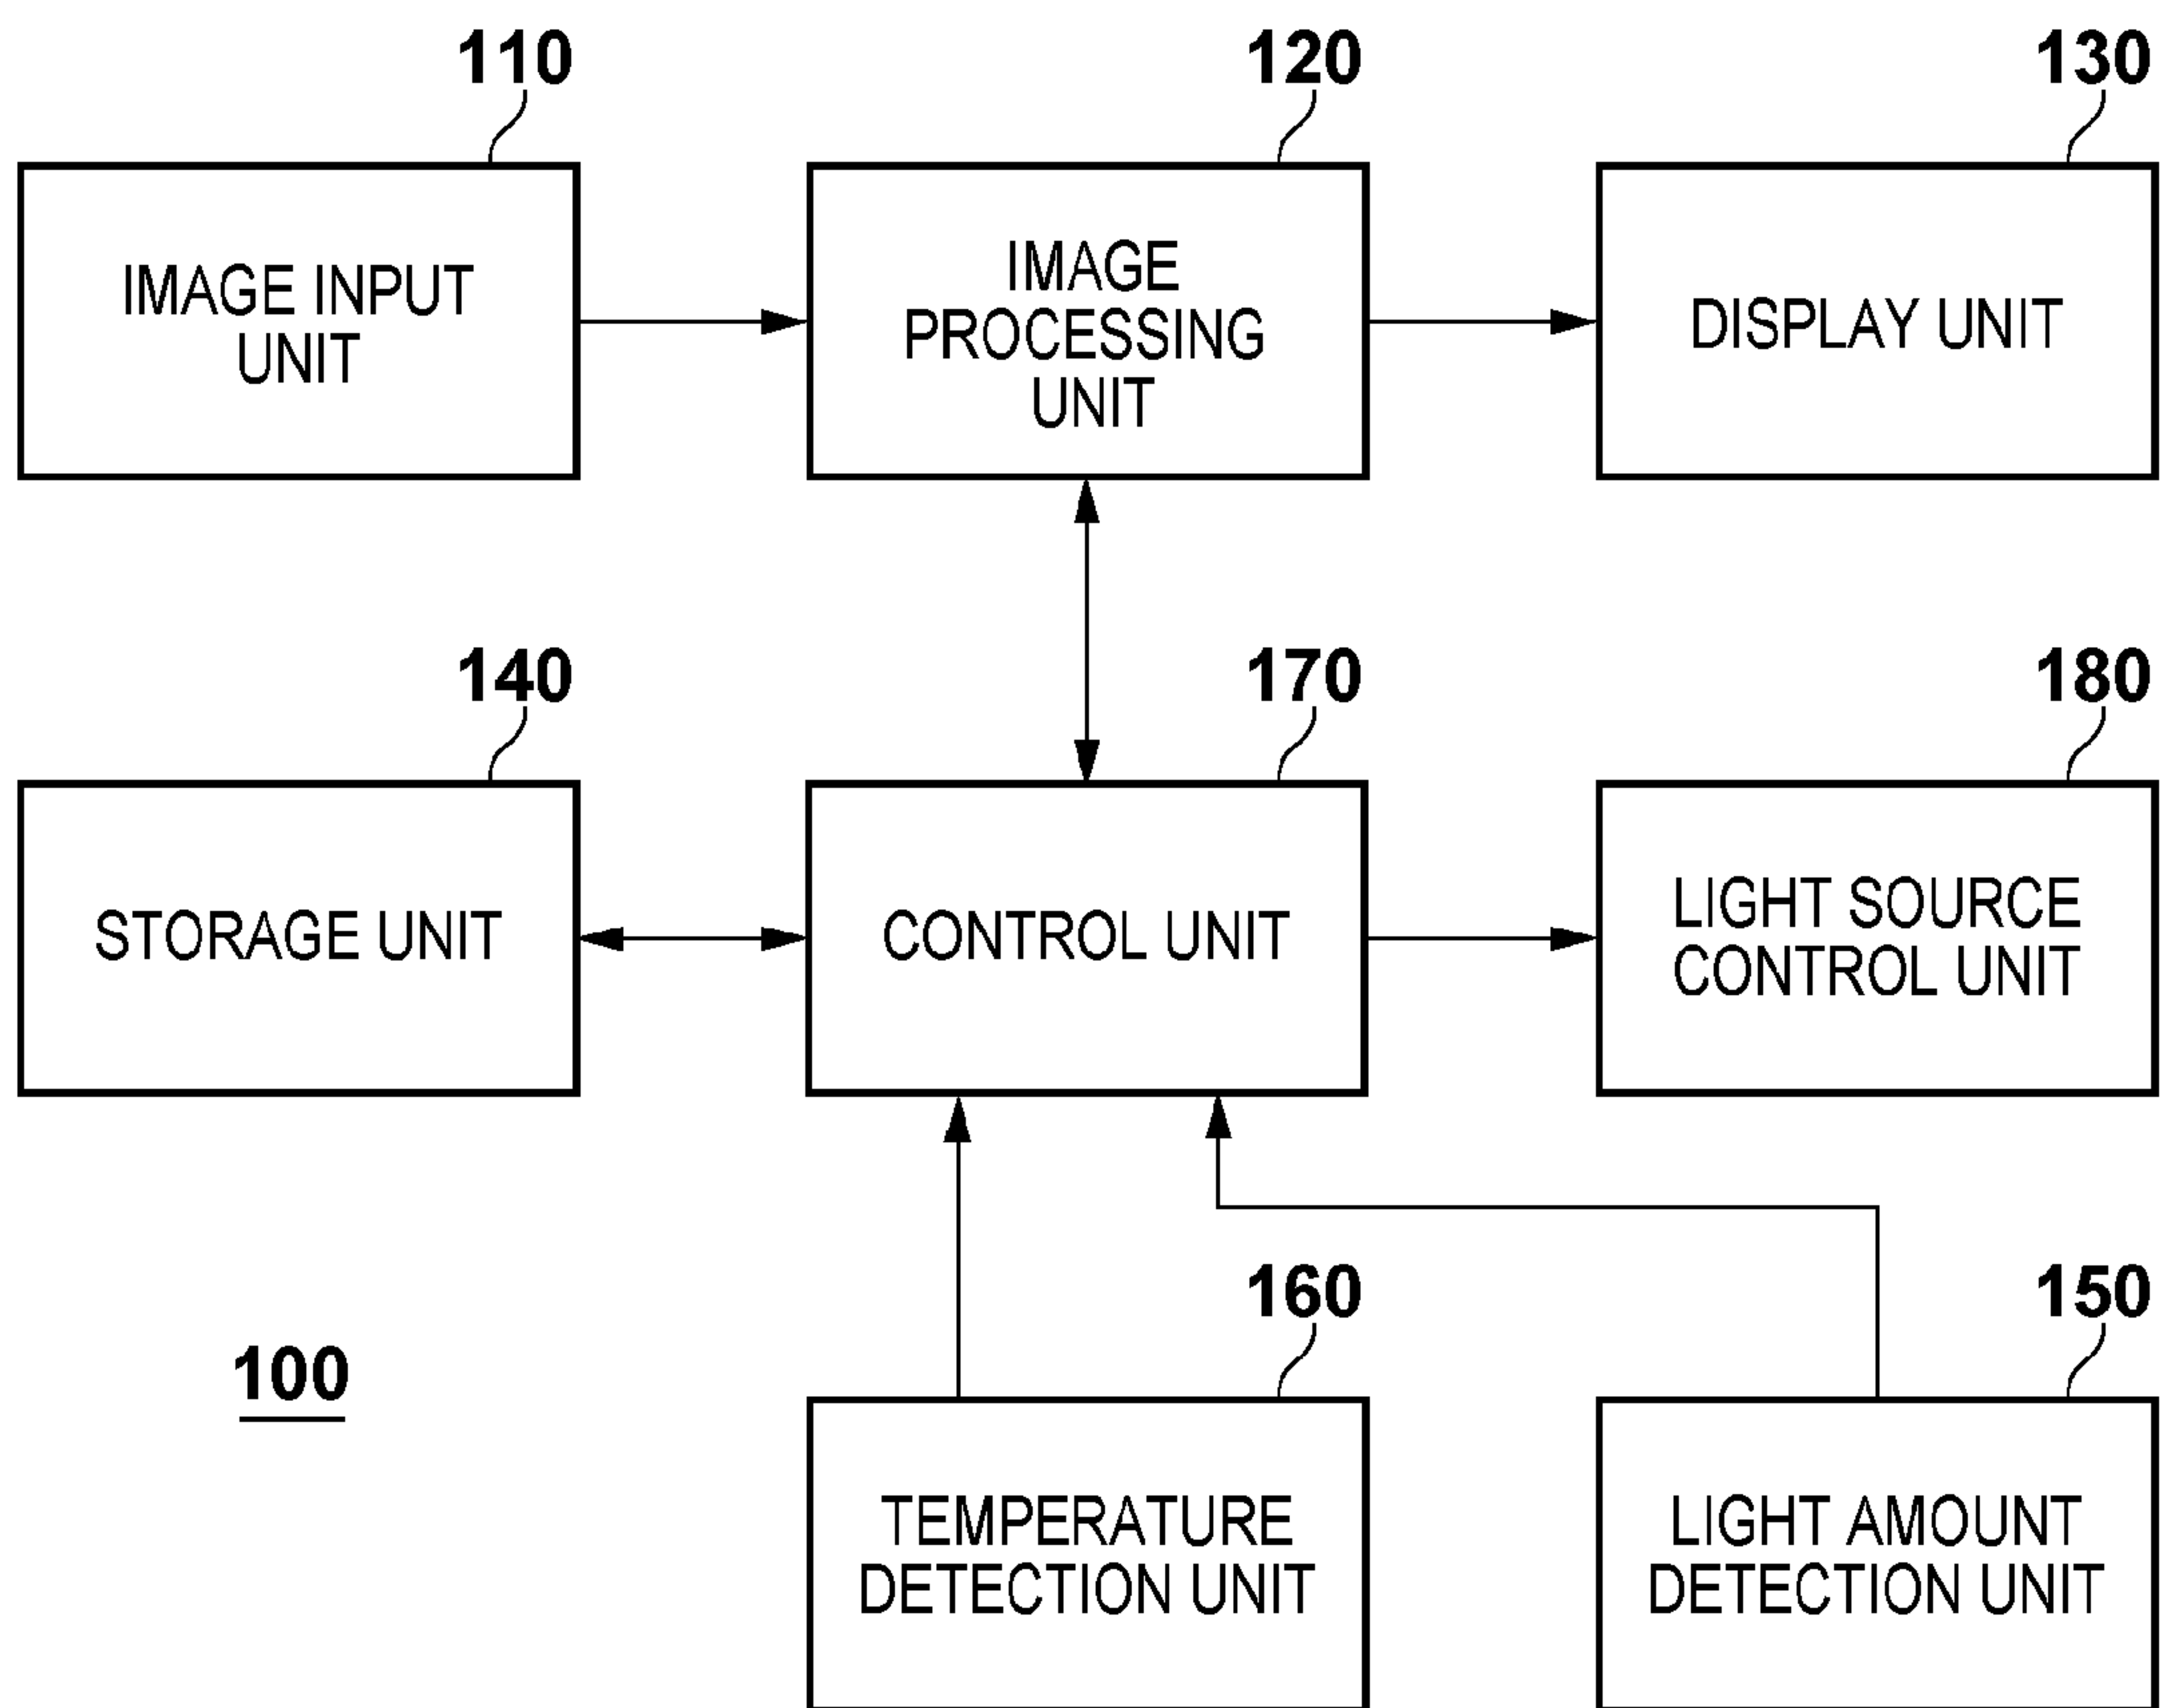 110
120
130
IMAGE INPUT
UNIT
IMAGE
PROCESSING
UNIT
DISPLAY UNIT
140
170
180
STORAGE UNIT
CONTROL UNIT
LIGHT SOURCE
CONTROL UNIT
160
150
100
TEMPERATURE
DETECTION UNIT
LIGHT AMOUNT
DETECTION UNIT